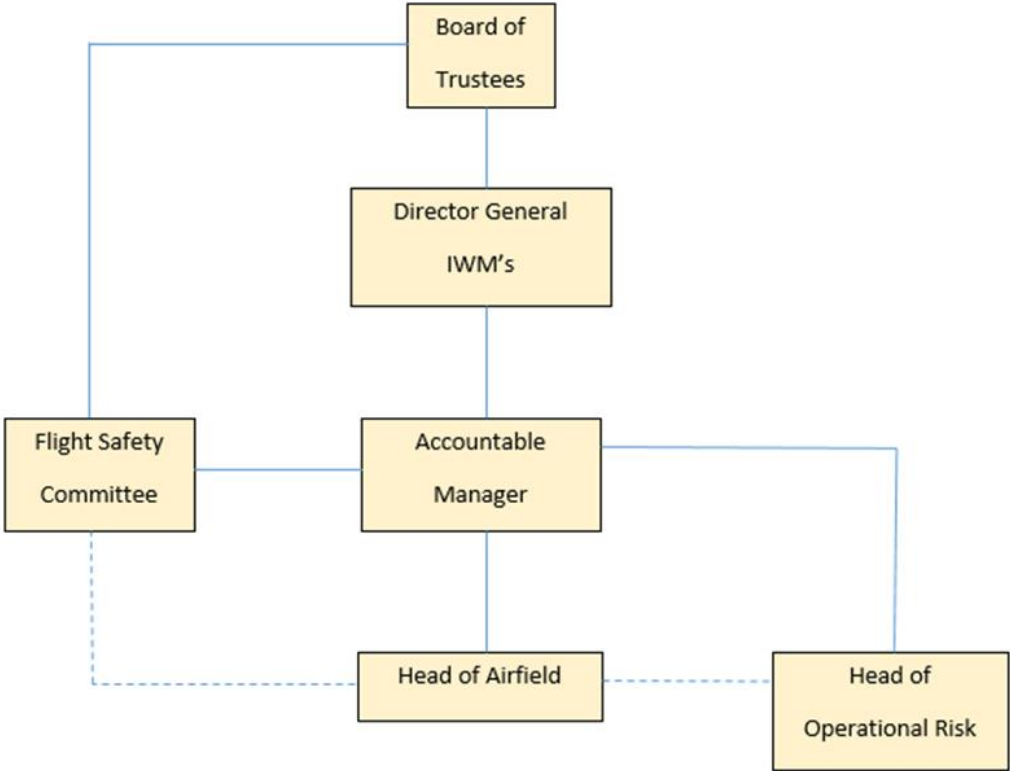 Board of
Trustees
Director General
IWM’s
Flight Safety
Committee
Accountable
Manager
Head of Airfield
Head of
Operational Risk